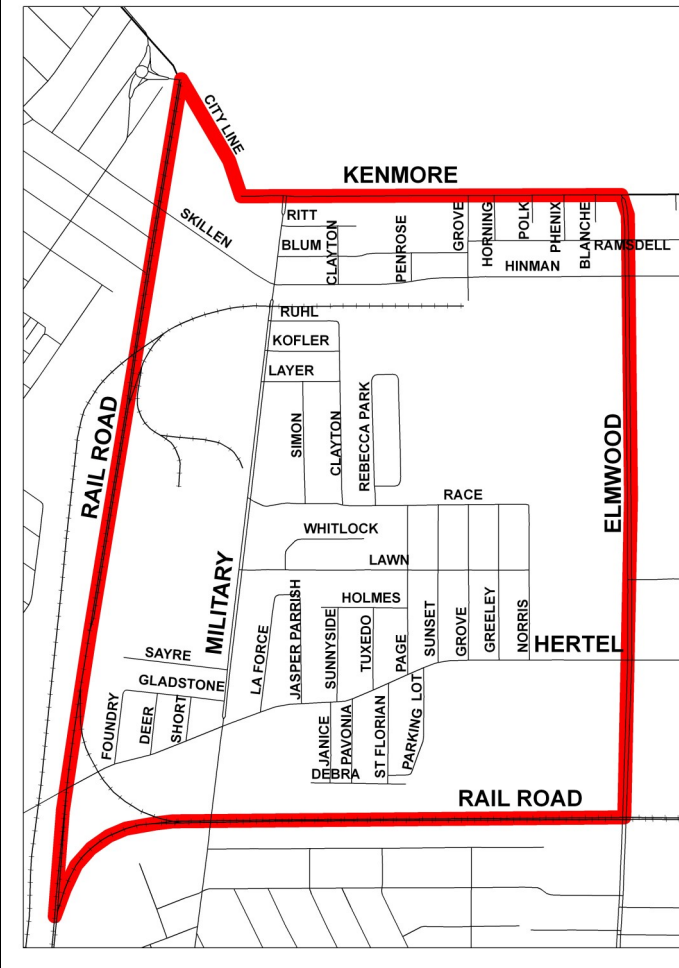 CITY LINE
KENMORE
SKILLEN
RITT
BLUM
CLAYTON
PENROSE
GROVE
HORNING
POLK
PHENIX
BLANCHE
RAMSDELL
HINMAN
RUHL
KOFLER
LAYER
SIMON
CLAYTON
REBECCA PARK
RAIL ROAD
ELMWOOD
RACE
WHITLOCK
LAWN
MILITARY
HOLMES
LA FORCE
JASPER PARRISH
SUNNYSIDE
TUXEDO
PAGE
SUNSET
GROVE
GREELEY
NORRIS
HERTEL
SAYRE
GLADSTONE
FOUNDRY
DEER
SHORT
JANICE
PAVONIA
ST FLORIAN
PARKING LOT
DEBRA
RAIL ROAD